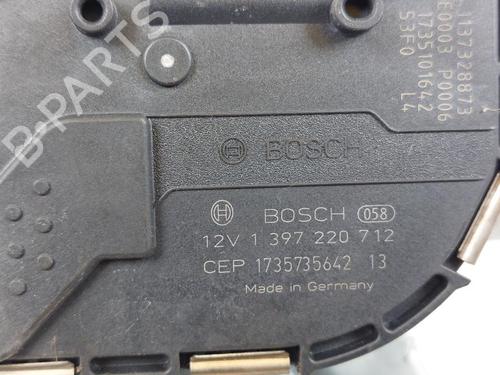 1137328873
E0003 P0006
1735101642
S3F0 L4
BOSCH
BOSCH 058
12V 1 397 220 712
CEP 1735735642 13
Made in Germany
B-PARTS